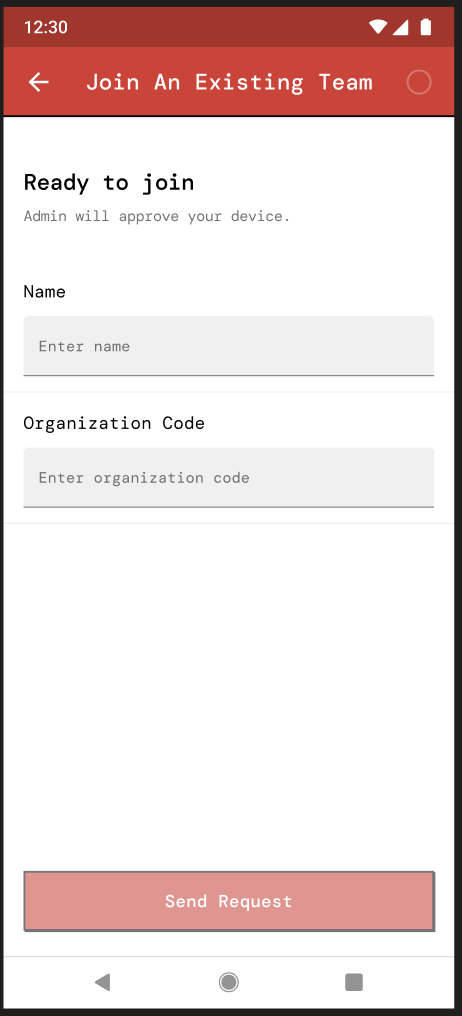 12:30
Join An Existing Team
Ready to join
Admin will approve your device.
Name
Enter name
Organization Code
Enter organization code
Send Request